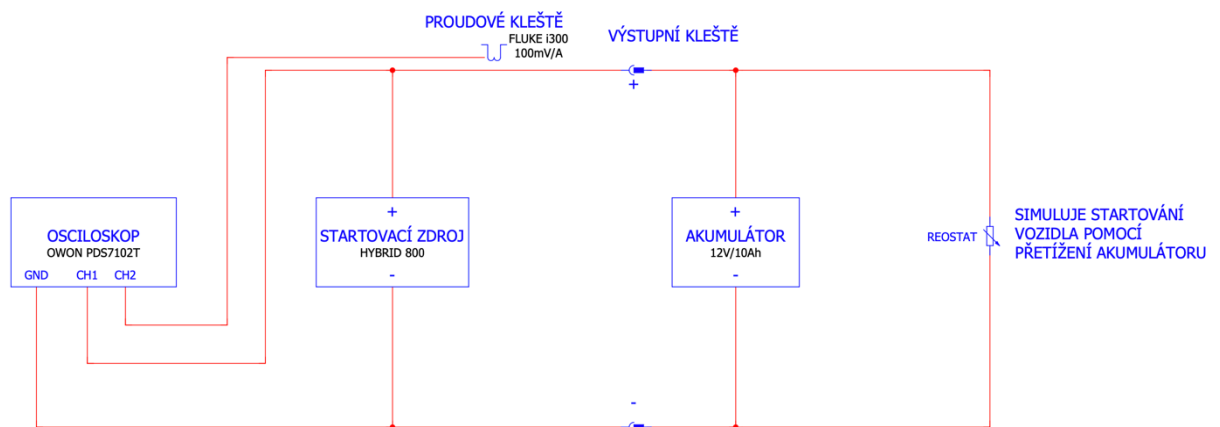 PROUDOVÉ KLEŠTĚ
FLUKE i300
100mV/A
VÝSTUPNÍ KLEŠTĚ
+
OSCILOSKOP
OWON PDS7102T
GND CH1 CH2
+
STARTOVACÍ ZDROJ
HYBRID 800
-
+
AKUMULÁTOR
12V/10Ah
-
REOSTAT
SIMULUJE STARTOVÁNÍ
VOZIDLA POMOCÍ
PŘETÍŽENÍ AKUMULÁTORU
-